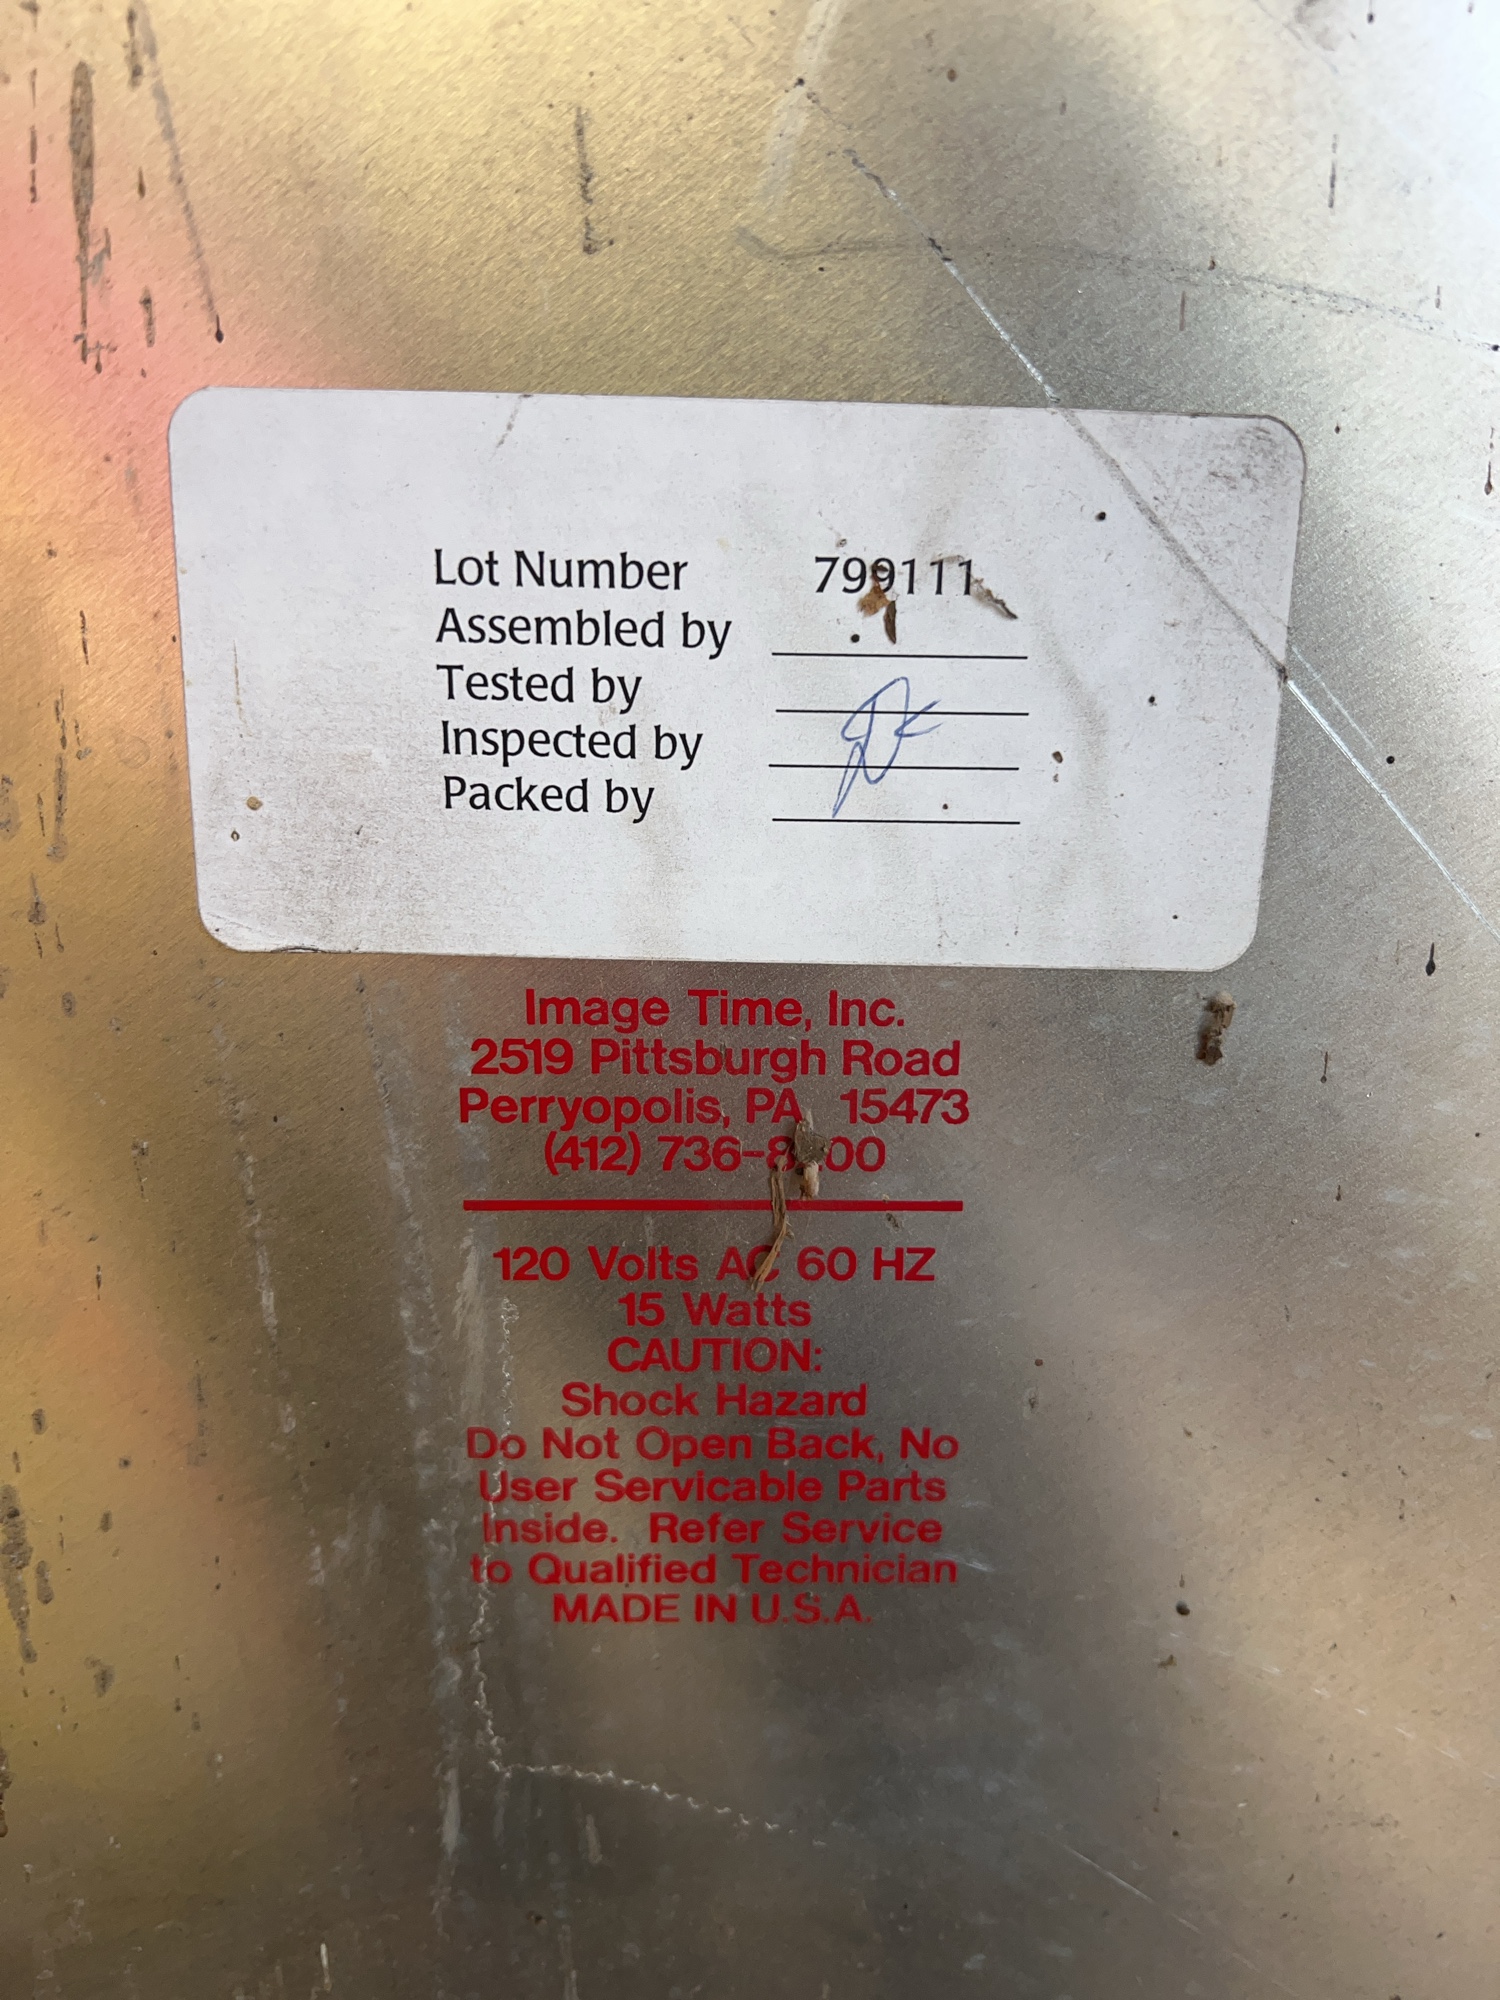 Lot Number 799111
Assembled by
Tested by
Inspected by
Packed by
Image Time, Inc.
2519 Pittsburgh Road
Perryopolis, PA 15473
(412)
120 Volts AC 60 HZ
15 Watts
CAUTION:
Shock Hazard
Do Not Open Back, No
User Servicable Parts
Inside. Refer Service
to Qualified Technician
MADE IN U.S.A.